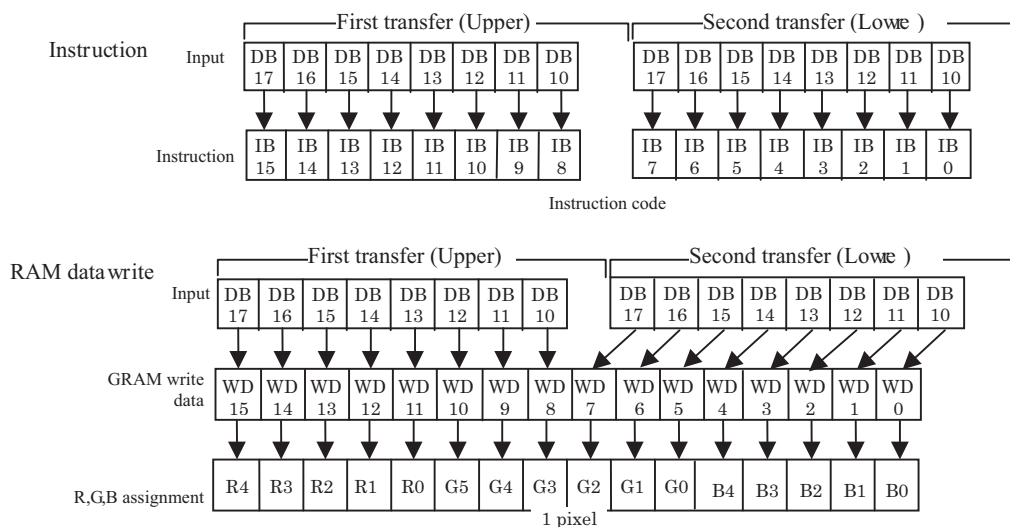 First transfer (Upper) Second transfer (Lowre )
Instruction
Input DB 17 DB 16 DB 15 DB 14 DB 13 DB 12 DB 11 DB 10 DB 17 DB 16 DB 15 DB 14 DB 13 DB 12 DB 11 DB 10
Instruction IB 15 IB 14 IB 13 IB 12 IB 11 IB 10 IB 9 IB 8 IB 7 IB 6 IB 5 IB 4 IB 3 IB 2 IB 1 IB 0
Instruction code
First transfer (Upper) Second transfer (Lowre )
RAM data write
Input DB 17 DB 16 DB 15 DB 14 DB 13 DB 12 DB 11 DB 10 DB 17 DB 16 DB 15 DB 14 DB 13 DB 12 DB 11 DB 10
GRAM write data WD 15 WD 14 WD 13 WD 12 WD 11 WD 10 WD 9 WD 8 WD 7 WD 6 WD 5 WD 4 WD 3 WD 2 WD 1 WD 0
R,G,B assignment R4 R3 R2 R1 R0 G5 G4 G3 G2 G1 G0 B4 B3 B2 B1 B0
1 pixel